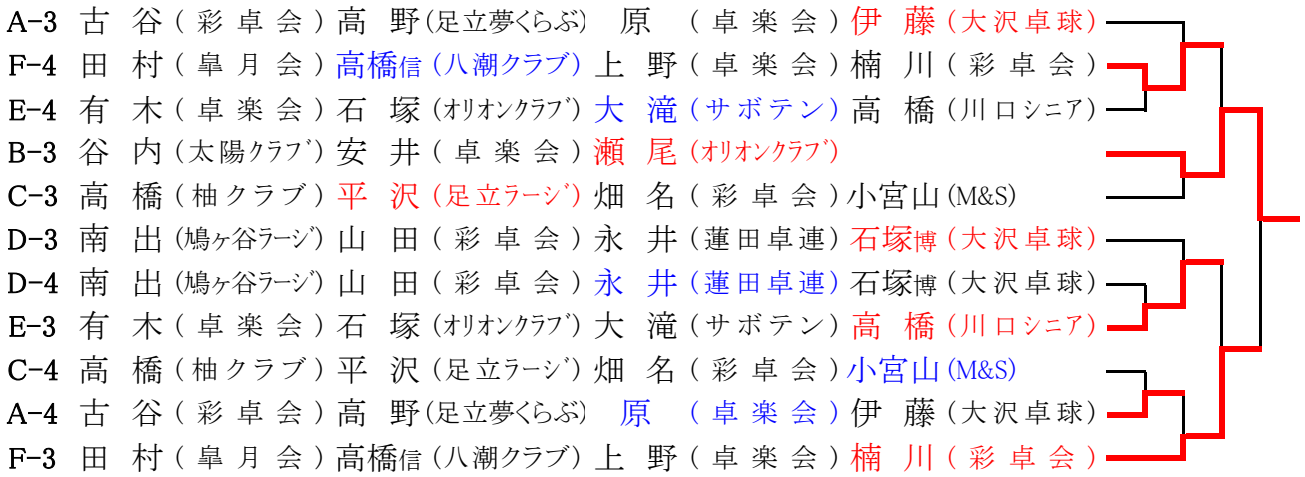 A-3 古 谷 ( 彩 卓 会 ) 高 野 (足立夢くらぶ) 原 ( 卓 楽 会 ) 伊 藤 ( 大 沢 卓 球 )
F-4 田 村 ( 皐 月 会 ) 高橋信 (八潮クラブ) 上 野 ( 卓 楽 会 ) 楠 川 ( 彩 卓 会 )
E-4 有 木 ( 卓 楽 会 ) 石 塚 (オリオンクラブ) 大 滝 (サボテン) 高 橋 (川口シニア)
B-3 谷 内 (太陽クラブ) 安 井 ( 卓 楽 会 ) 瀬 尾 (オリオンクラブ)
C-3 高 橋 (柚クラブ) 平 沢 (足立ラージ) 畑 名 ( 彩 卓 会 ) 小宮山 (M&S)
D-3 南 出 (鳩ヶ谷ラージ) 山 田 ( 彩 卓 会 ) 永 井 (蓮田卓連) 石塚博 (大沢卓球)
D-4 南 出 (鳩ヶ谷ラージ) 山 田 ( 彩 卓 会 ) 永 井 (蓮田卓連) 石塚博 (大沢卓球)
E-3 有 木 ( 卓 楽 会 ) 石 塚 (オリオンクラブ) 大 滝 (サボテン) 高 橋 (川口シニア)
C-4 高 橋 (柚クラブ) 平 沢 (足立ラージ) 畑 名 ( 彩 卓 会 ) 小宮山 (M&S)
A-4 古 谷 ( 彩 卓 会 ) 高 野 (足立夢くらぶ) 原 ( 卓 楽 会 ) 伊 藤 (大沢卓球)
F-3 田 村 ( 皐 月 会 ) 高橋信 (八潮クラブ) 上 野 ( 卓 楽 会 ) 楠 川 ( 彩 卓 会 )